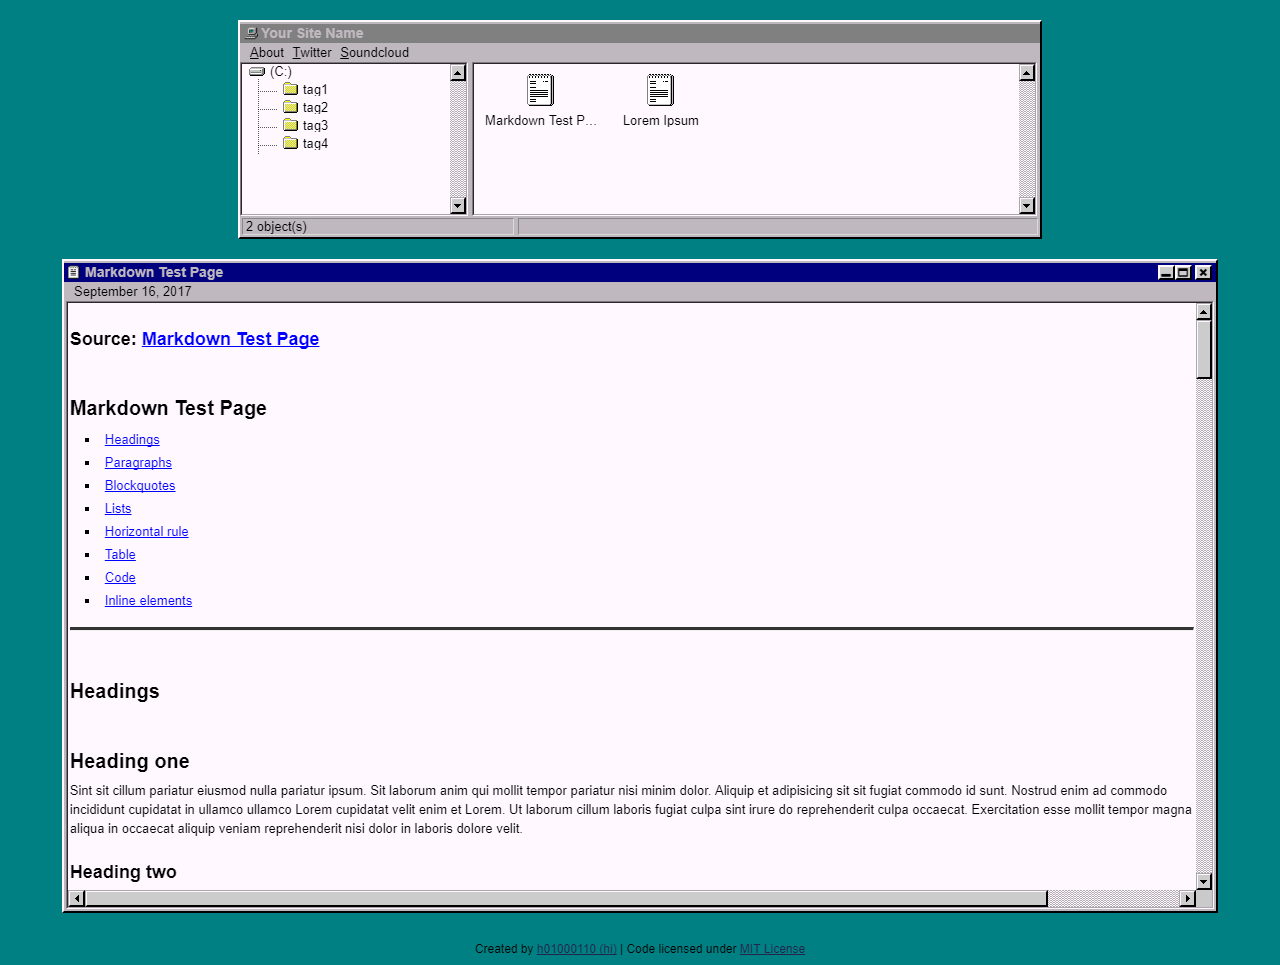 Your Site Name
About Twitter Soundcloud
(C:)
tag1
tag2
tag3
tag4
Markdown Test P...
Lorem Ipsum
2 object(s)
Markdown Test Page
September 16, 2017
Source: Markdown Test Page
Markdown Test Page
Headings
Paragraphs
Blockquotes
Lists
Horizontal rule
Table
Code
Inline elements
Headings
Heading one
Sint sit cillum pariatur eiusmod nulla pariatur ipsum. Sit laborum anim qui mollit tempor pariatur nisi minim dolor. Aliquip et adipisicing sit sit fugiat commodo id sunt. Nostrud enim ad commodo
incididunt cupidatat in ullamco ullamco Lorem cupidatat velit enim et Lorem. Ut laborum cillum laboris fugiat culpa sint irure do reprehenderit culpa occaecat. Exercitation esse mollit tempor magna
aliqua in occaecat aliquip veniam reprehenderit nisi dolor in laboris dolore velit.
Heading two
Created by h01000110 (hi) | Code licensed under MIT License